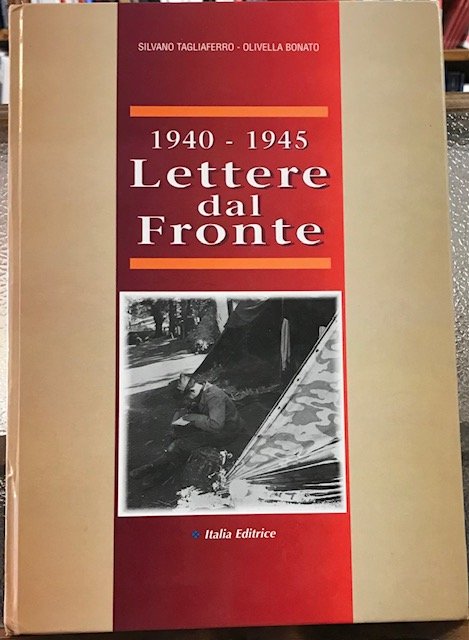 SILVANO TAGLIAFERRO - OLIVELLA BONATO
1940 - 1945
Lettere
dal
Fronte
Italia Editrice